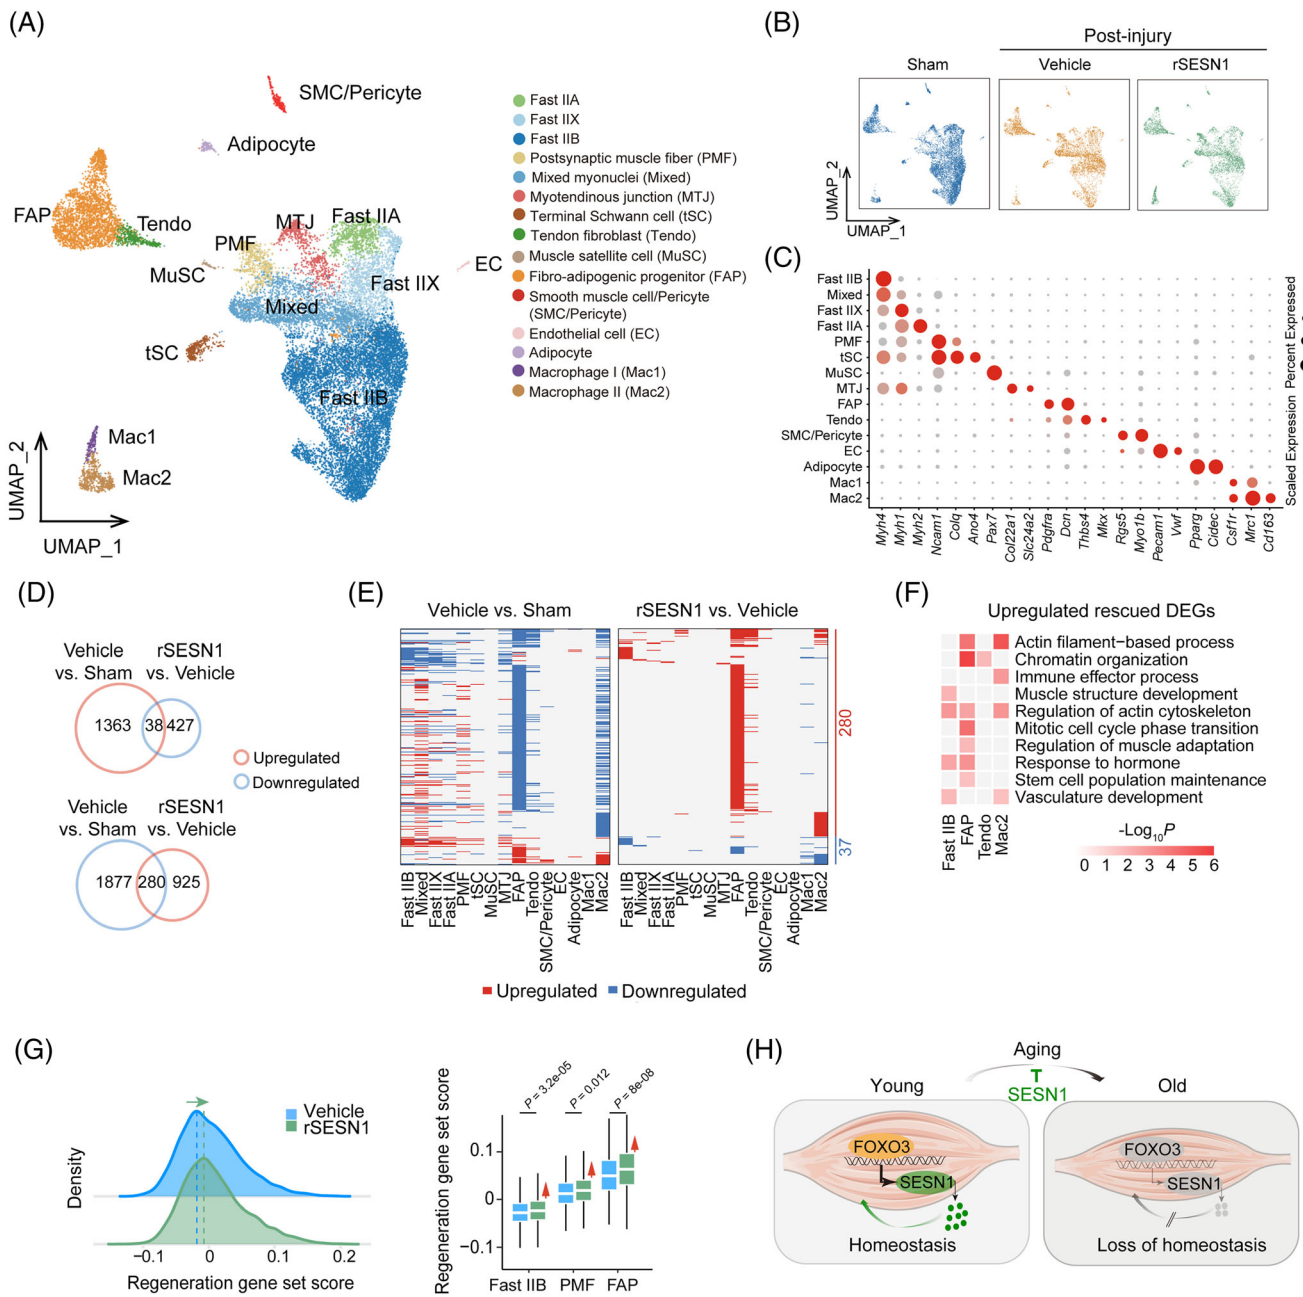 (A)
SMC/Pericyte
Adipocyte
FAP
Tendo
MTJ
Fast IIA
PMF
MuSC
EC
Fast IIX
Mixed
tSC
Fast IIB
Mac1
Mac2
UMAP_2
UMAP_1
Fast IIA
Fast IIX
Fast IIB
Postsynaptic muscle fiber (PMF)
Mixed myonuclei (Mixed)
Myotendinous junction (MTJ)
Terminal Schwann cell (tSC)
Tendon fibroblast (Tendo)
Muscle satellite cell (MuSC)
Fibro-adipogenic progenitor (FAP)
Smooth muscle cell/Pericyte
(SMC/Pericyte)
Endothelial cell (EC)
Adipocyte
Macrophage I (Mac1)
Macrophage II (Mac2)
(B)
Post-injury
Sham
Vehicle
rSESN1
UMAP_2
UMAP_1
(C)
Fast IIB
Mixed
Fast IIX
Fast IIA
PMF
tSC
MuSC
MTJ
FAP
Tendo
SMC/Pericyte
EC
Adipocyte
Mac1
Mac2
Myh4
Myh1
Myh2
Ncam1
Colq
Ano4
Pax7
Col22a1
Slc24a2
Pdgfra
Dcn
Thbs4
Mkx
Rgs5
Myo1b
Pecam1
Vwf
Pparg
Cidec
Csf1r
Mrc1
Cd163
Scaled Expression Percent Expressed
(D)
Vehicle
vs. Sham
rSESN1
vs. Vehicle
1363
38
427
Upregulated
Downregulated
Vehicle
vs. Sham
rSESN1
vs. Vehicle
1877
280
925
(E)
Vehicle vs. Sham
rSESN1 vs. Vehicle
280
37
Fast IIB
Mixed
Fast IIX
Fast IIA
PMF
tSC
MuSC
MTJ
FAP
Tendo
SMC/Pericyte
EC
Adipocyte
Mac1
Mac2
Fast IIB
Mixed
Fast IIX
Fast IIA
PMF
tSC
MuSC
MTJ
FAP
Tendo
SMC/Pericyte
EC
Adipocyte
Mac1
Mac2
Upregulated
Downregulated
(F)
Upregulated rescued DEGs
Actin filament-based process
Chromatin organization
Immune effector process
Muscle structure development
Regulation of actin cytoskeleton
Mitotic cell cycle phase transition
Regulation of muscle adaptation
Response to hormone
Stem cell population maintenance
Vasculature development
Fast IIB
FAP
Tendo
Mac2
-Log10P
0 1 2 3 4 5 6
(G)
Vehicle
rSESN1
Density
−0.1
0
0.1
0.2
Regeneration gene set score
Regeneration gene set score
P = 3.2e-05
P = 0.012
P = 8e-08
0.1
0
−0.1
Fast IIB
PMF
FAP
(H)
Aging
SESN1
Young
Old
FOXO3
SESN1
Homeostasis
FOXO3
SESN1
Loss of homeostasis